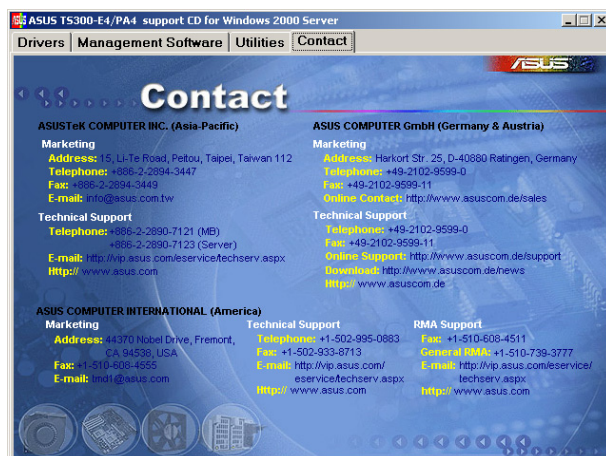 ASUS TS300-E4/PA4 support CD for Windows 2000 Server
Drivers Management Software Utilities Contact
ASUS
Contact
ASUSTeK COMPUTER INC. (Asia-Pacific)
Marketing
Address: 15, Li-Te Road, Peitou, Taipei, Taiwan 112
Telephone: +886-2-2894-3447
Fax: +886-2-2894-3449
E-mail: info@asus.com.tw
Technical Support
Telephone: +886-2-2890-7121 (MB)
+886-2-2890-7123 (Server)
E-mail: http://vip.asus.com/eservice/techserv.aspx
Http:// www.asus.com
ASUS COMPUTER GmbH (Germany & Austria)
Marketing
Address: Harkort Str. 25, D-40880 Ratingen, Germany
Telephone: +49-2102-9599-0
Fax: +49-2102-9599-11
Online Contact: http://www.asuscom.de/sales
Technical Support
Telephone: +49-2102-9599-0
Fax: +49-2102-9599-11
Online Support: http://www.asuscom.de/support
Download: http://www.asuscom.de/news
Http:// www.asuscom.de
ASUS COMPUTER INTERNATIONAL (America)
Marketing
Address: 44370 Nobel Drive, Fremont,
CA 94538, USA
Fax: +1-510-608-4555
E-mail: tmd1@asus.com
Technical Support
Telephone: +1-502-995-0883
Fax: +1-502-933-8713
E-mail: http://vip.asus.com/
eservice/techserv.aspx
Http:// www.asus.com
RMA Support
Fax: +1-510-608-4511
General RMA: +1-510-739-3777
E-mail: http://vip.asus.com/eservice/
techserv.aspx
http:// www.asus.com